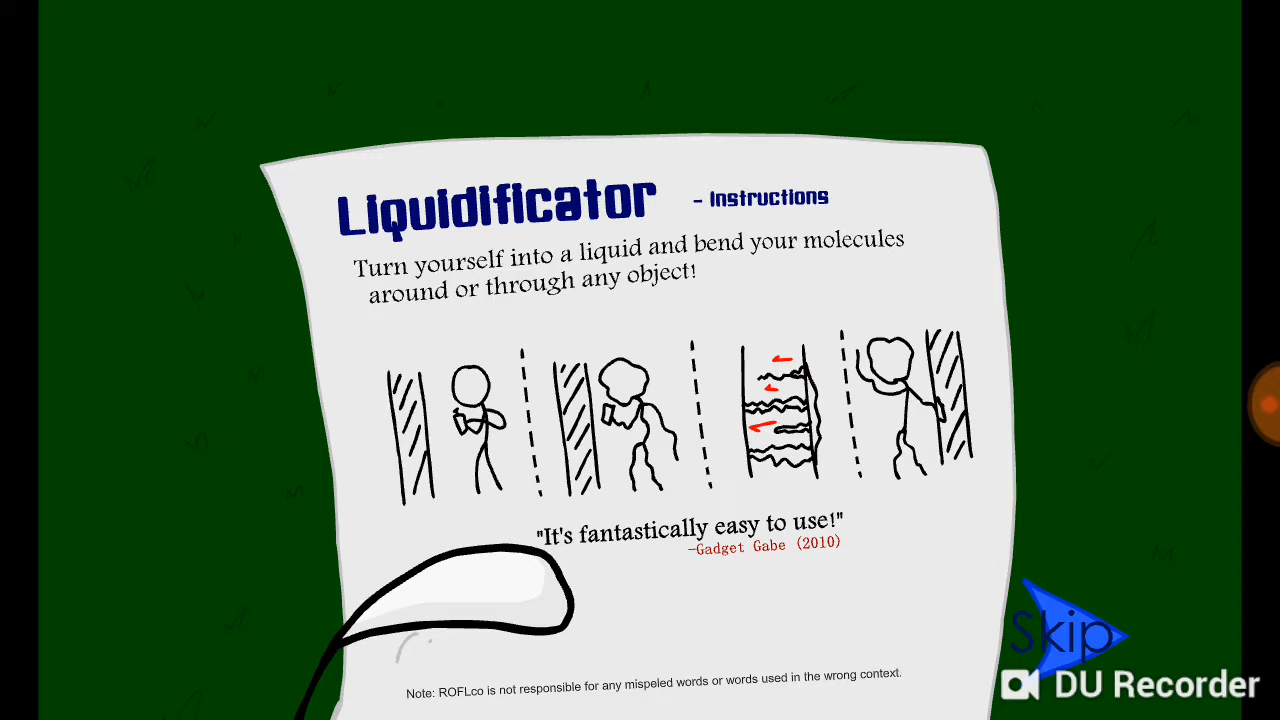 Liquidificator - Instructions
Turn yourself into a liquid and bend your molecules
around or through any object!
"It's fantastically easy to use!"
-Gadget Gabe (2010)
Skip
Note: ROFLco is not responsible for any mispeled words or words used in the wrong context.
DU Recorder